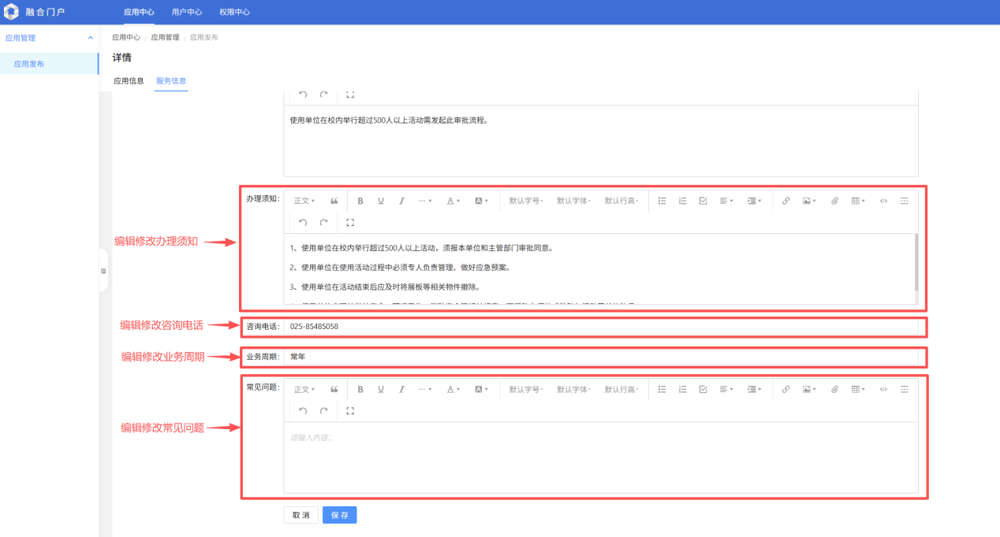 融合门户
应用中心 用户中心 权限中心
应用管理
应用发布
应用中心 / 应用管理 / 应用发布
详情
应用信息 服务信息
使用单位在校内举行超过500人以上活动需发起此审批流程。
编辑修改办理须知
办理须知:
正文 B U I ··· A A 默认字号 默认字体 默认行高
1、使用单位在校内举行超过500人以上活动，须报本单位和主管部门审批同意。
2、使用单位在使用活动过程中必须专人负责管理、做好应急预案。
3、使用单位在活动结束后应及时将展板等相关物件撤除。
编辑修改咨询电话
咨询电话: 025-85485058
编辑修改业务周期
业务周期: 常年
编辑修改常见问题
常见问题:
正文 B U I ··· A A 默认字号 默认字体 默认行高
请输入内容...
取 消 保 存